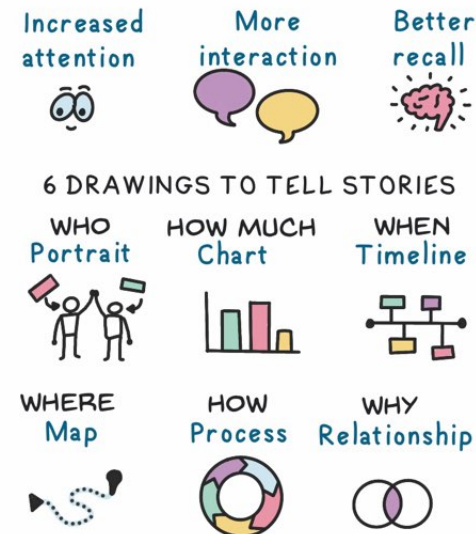 Increased attention
More interaction
Better recall
6 DRAWINGS TO TELL STORIES
WHO
Portrait
HOW MUCH
Chart
WHEN
Timeline
WHERE
Map
HOW
Process
WHY
Relationship